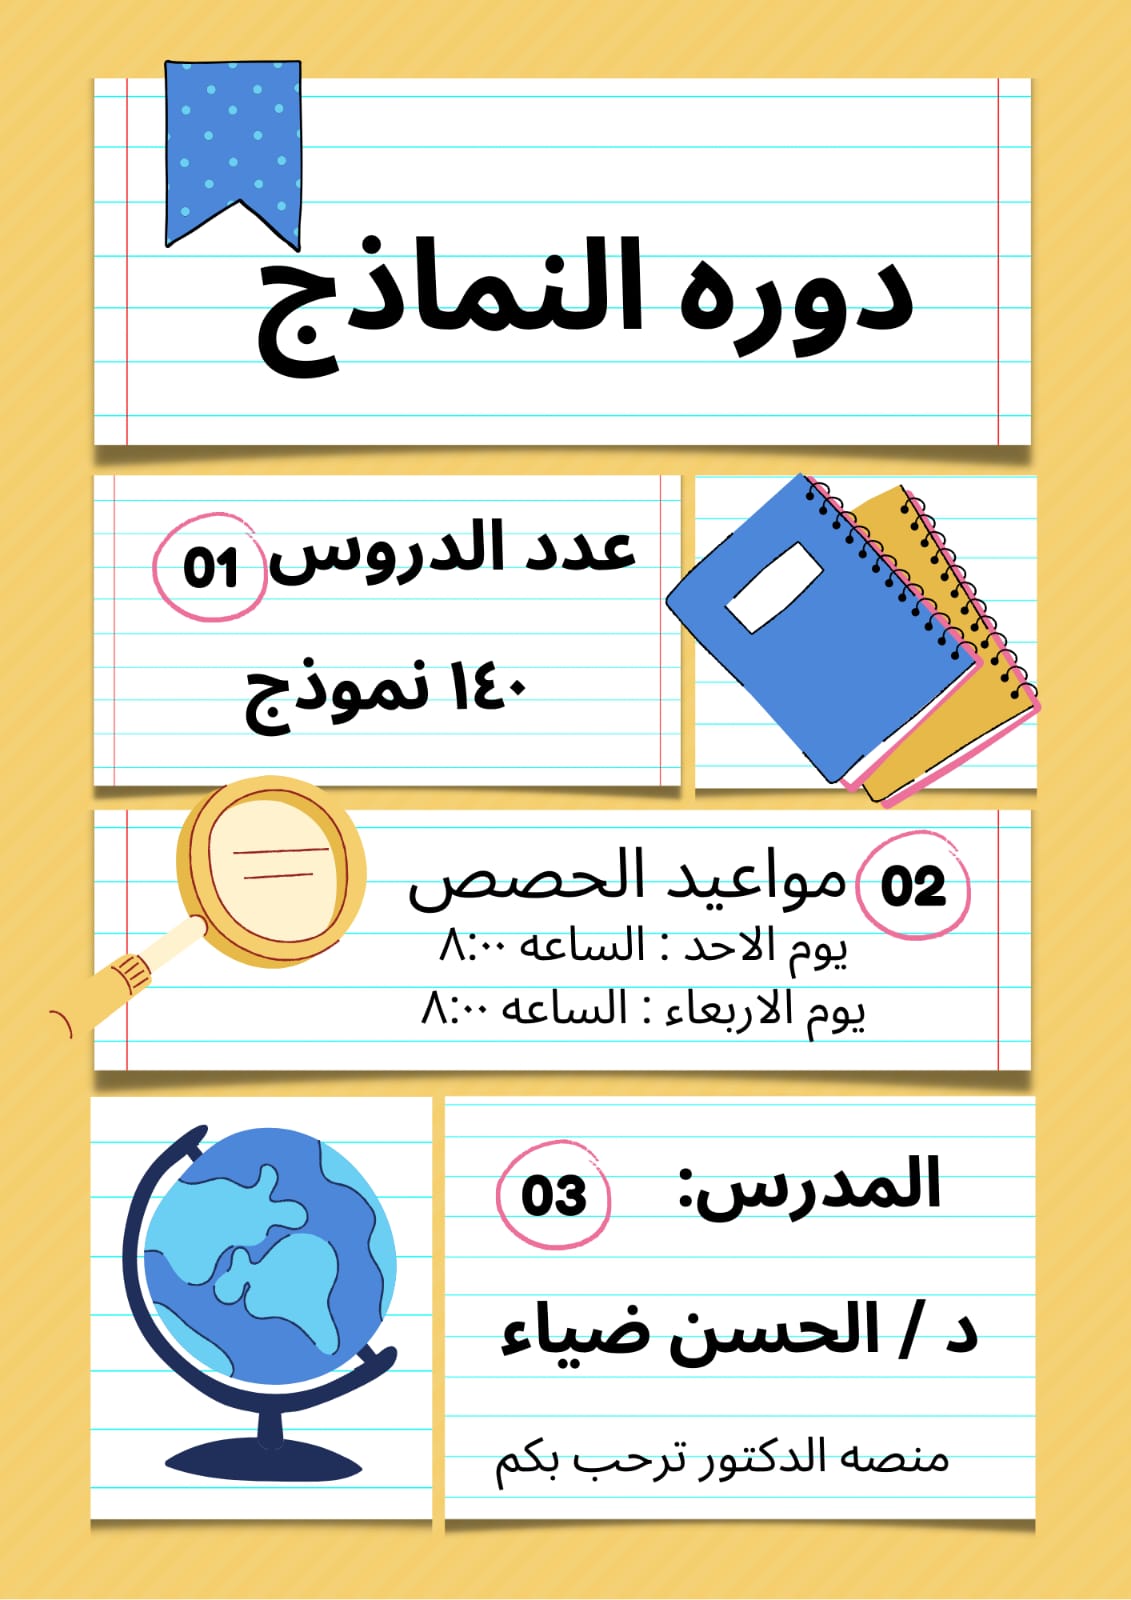 دوره النماذج
عدد الدروس 01
١٤٠ نموذج
02 مواعيد الحصص
يوم الاحد : الساعه ٨:٠٠
يوم الاربعاء : الساعه ٨:٠٠
المدرس: 03
د / الحسن ضياء
منصه الدكتور ترحب بكم